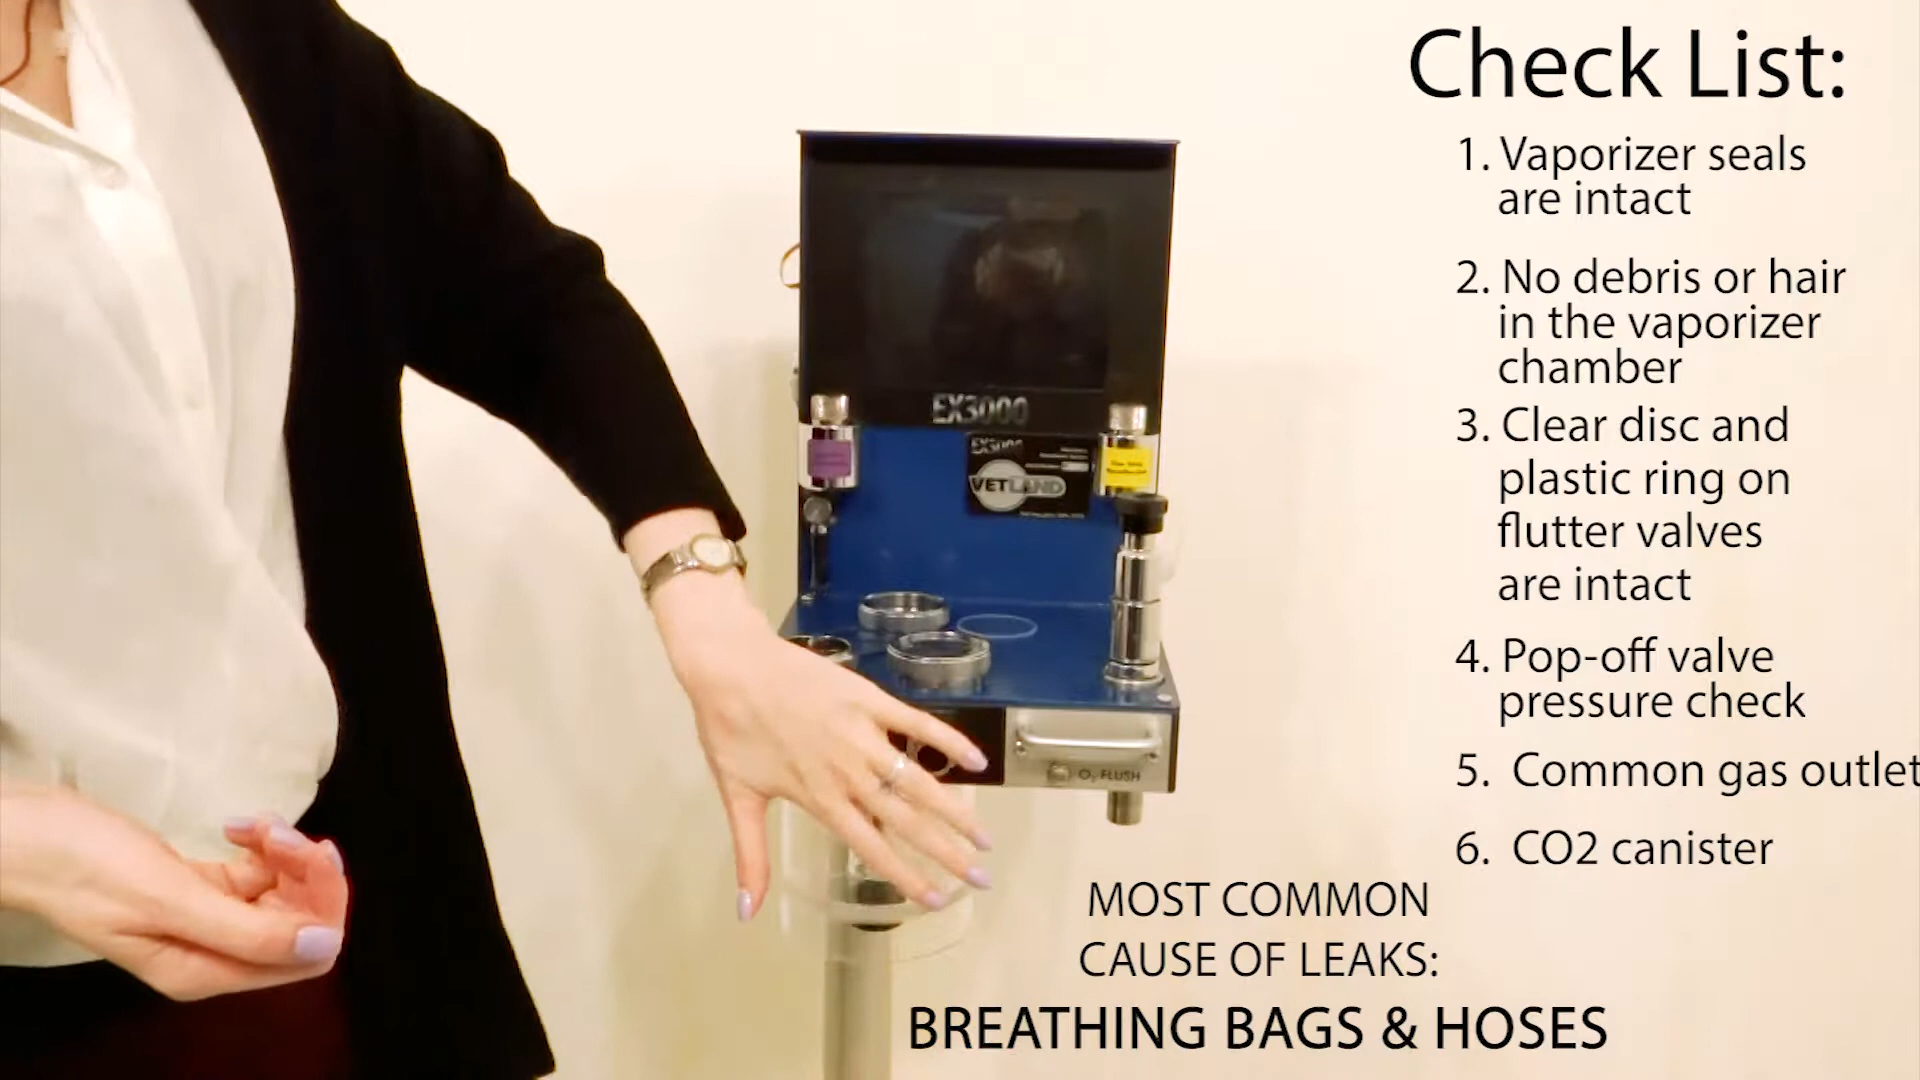 Check List:
1. Vaporizer seals
are intact
2. No debris or hair
in the vaporizer
chamber
3. Clear disc and
plastic ring on
flutter valves
are intact
4. Pop-off valve
pressure check
5. Common gas outlet
6. CO2 canister
MOST COMMON
CAUSE OF LEAKS:
BREATHING BAGS & HOSES
EX3000
EX3000
VETLAND
O2 FLUSH